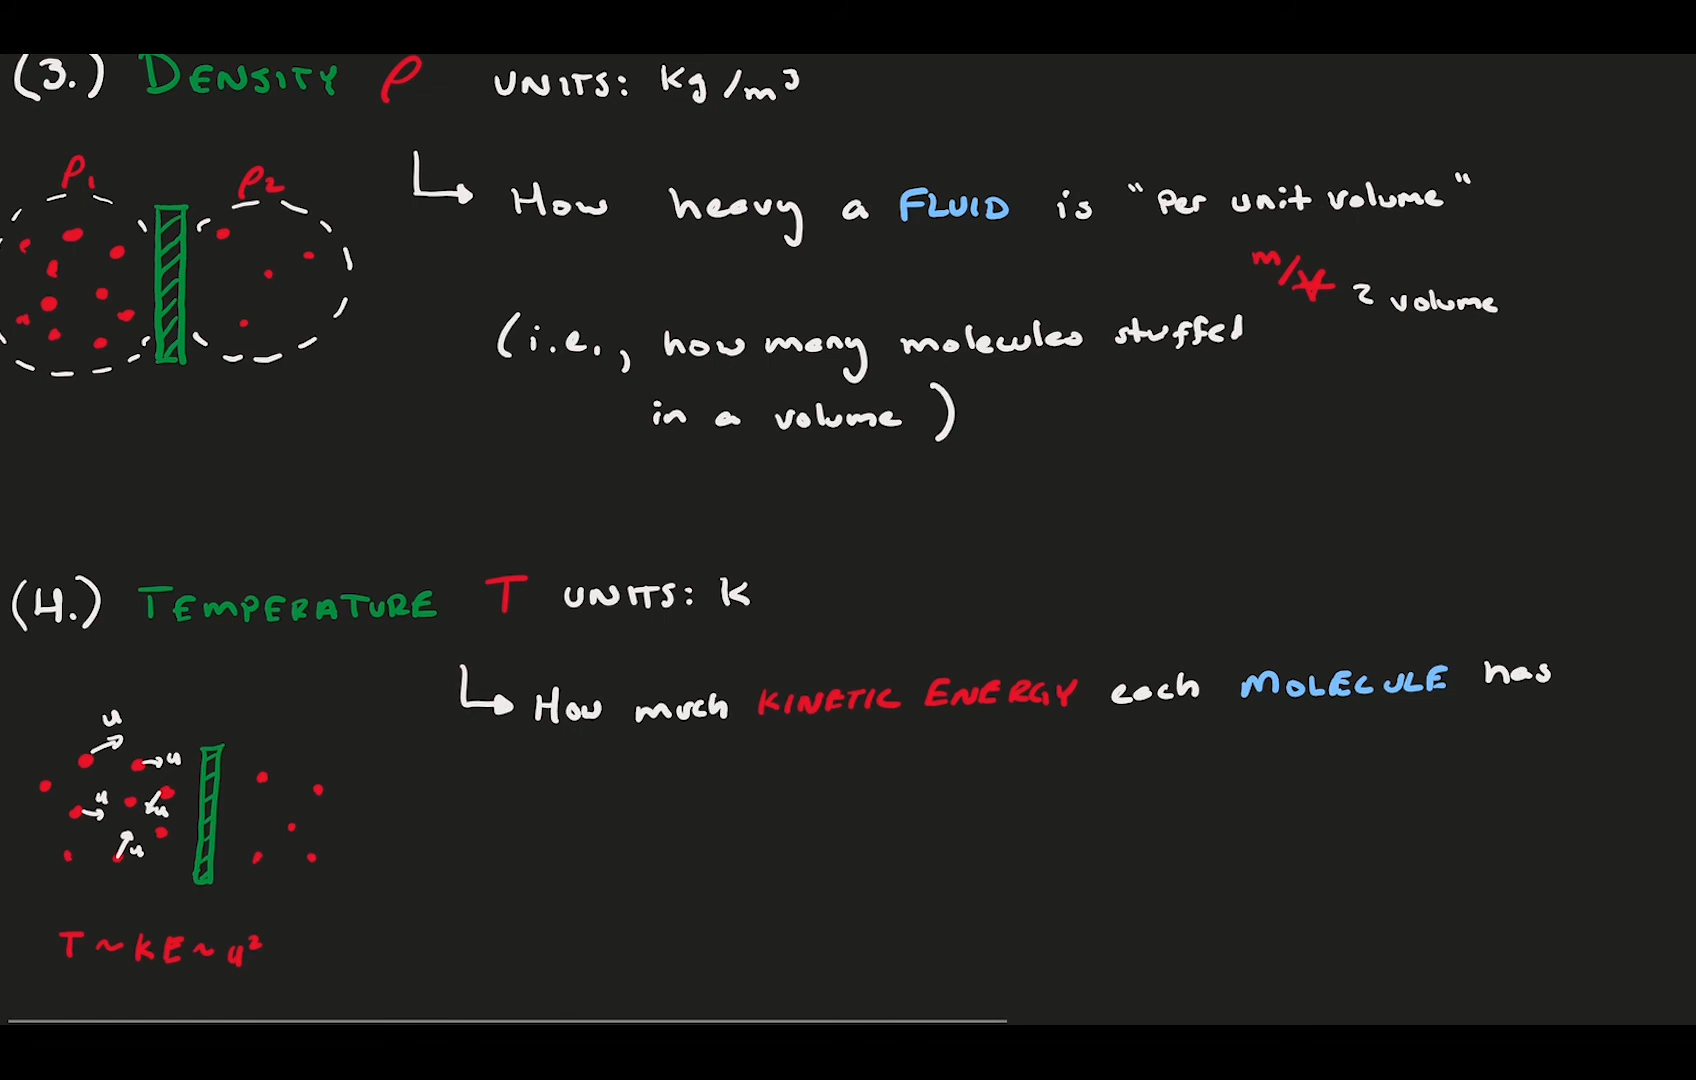 (3.) DENSITY ρ UNITS: kg/m³
ρ₁
ρ₂
How heavy a FLUID is "per unit volume"
m/V
volume
(i.e., how many molecules stuffed
in a volume)
(4.) TEMPERATURE T UNITS: K
How much KINETIC ENERGY each MOLECULE has
u
u
u
u
u
T ~ KE ~ u²